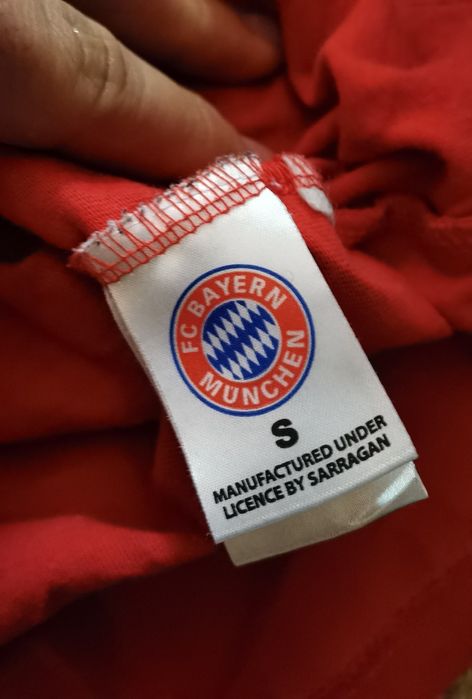 FC BAYERN
MÜNCHEN
S
MANUFACTURED UNDER
LICENCE BY SARRAGAN